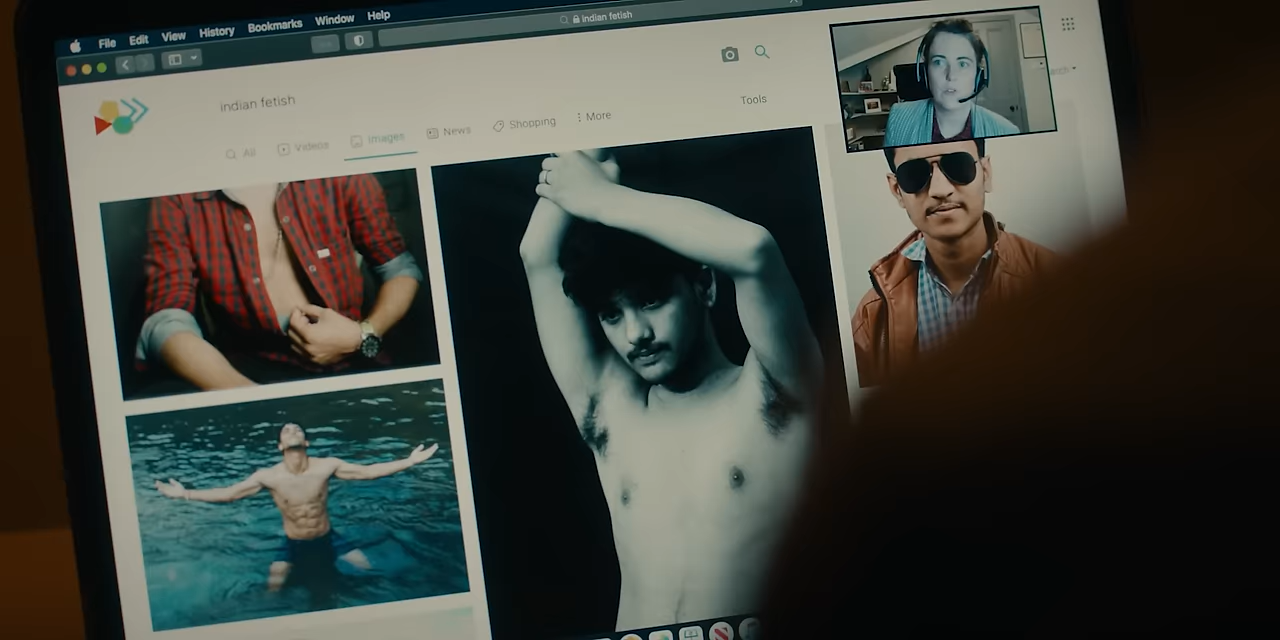 File Edit View History Bookmarks Window Help
indian fetish
indian fetish
Tools
All Videos Images News Shopping More